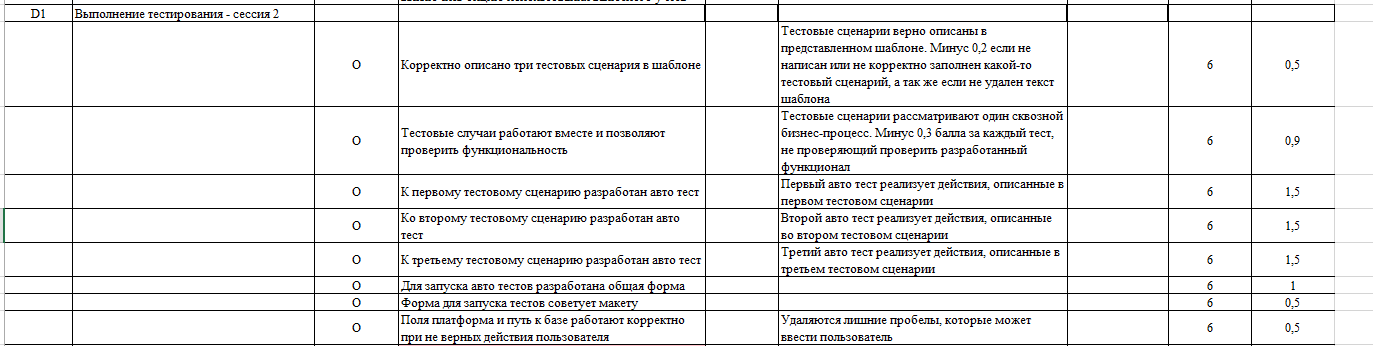 D1 Выполнение тестирования - сессия 2
О Корректно описано три тестовых сценария в шаблоне
Тестовые сценарии верно описаны в
представленном шаблоне. Минус 0,2 если не
написан или не корректно заполнен какой-то
тестовый сценарий, а так же если не удален текст
шаблона
6 0,5
О Тестовые случаи работают вместе и позволяют
проверить функциональность
Тестовые сценарии рассматривают один сквозной
бизнес-процесс. Минус 0,3 балла за каждый тест,
не проверяющий проверить разработанный
функционал
6 0,9
О К первому тестовому сценарию разработан авто тест
Первый авто тест реализует действия, описанные в
первом тестовом сценарии
6 1,5
О Ко второму тестовому сценарию разработан авто
тест
Второй авто тест реализует действия, описанные
во втором тестовом сценарии
6 1,5
О К третьему тестовому сценарию разработан авто тест
Третий авто тест реализует действия, описанные в
третьем тестовом сценарии
6 1,5
О Для запуска авто тестов разработана общая форма 6 1
О Форма для запуска тестов советует макету 6 0,5
О Поля платформа и путь к базе работают корректно
при не верных действия пользователя
Удаляются лишние пробелы, которые может
ввести пользователь
6 0,5